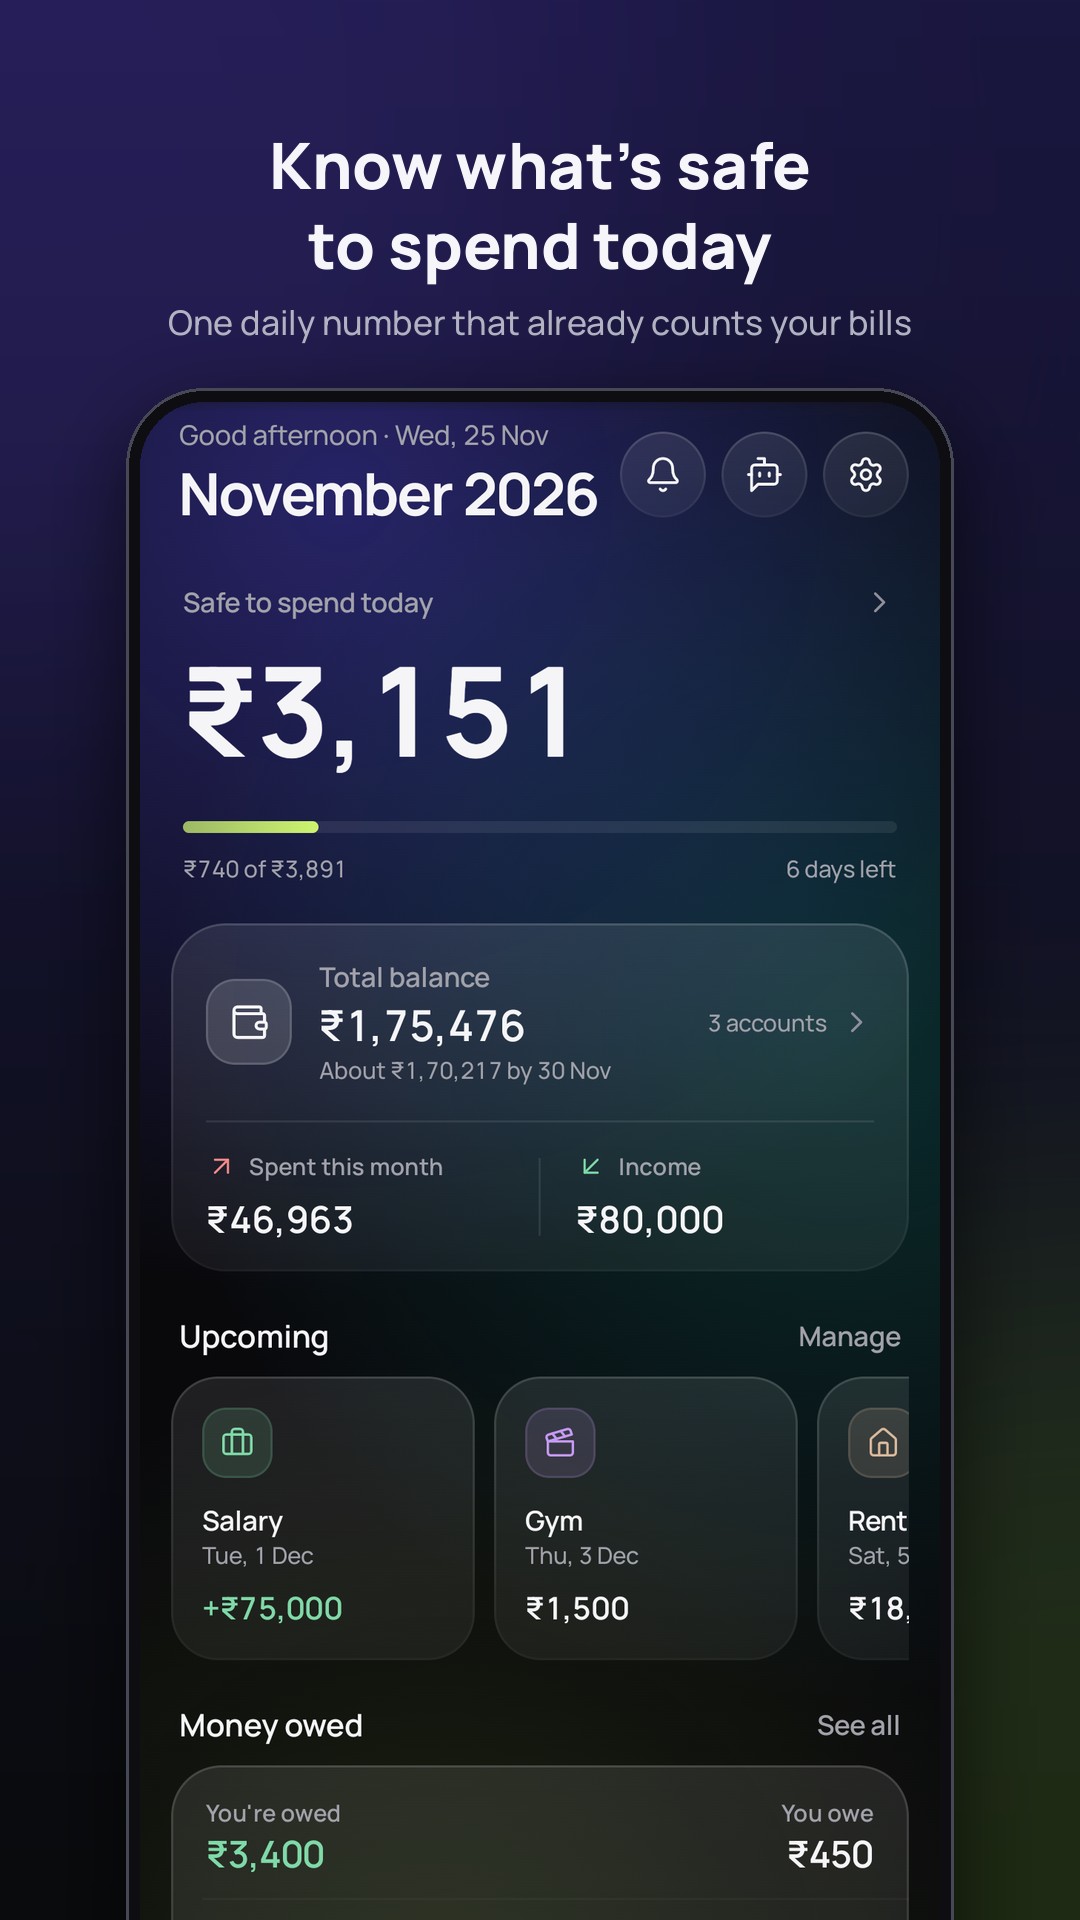 Know what’s safe
to spend today
One daily number that already counts your bills
Good afternoon · Wed, 25 Nov
November 2026
Safe to spend today
₹3,151
₹740 of ₹3,891
6 days left
Total balance
₹1,75,476
3 accounts
About ₹1,70,217 by 30 Nov
Spent this month
Income
₹46,963
₹80,000
Upcoming
Manage
Salary
Tue, 1 Dec
+₹75,000
Gym
Thu, 3 Dec
₹1,500
Rent
Sat, 5
₹18,
Money owed
See all
You're owed
You owe
₹3,400
₹450